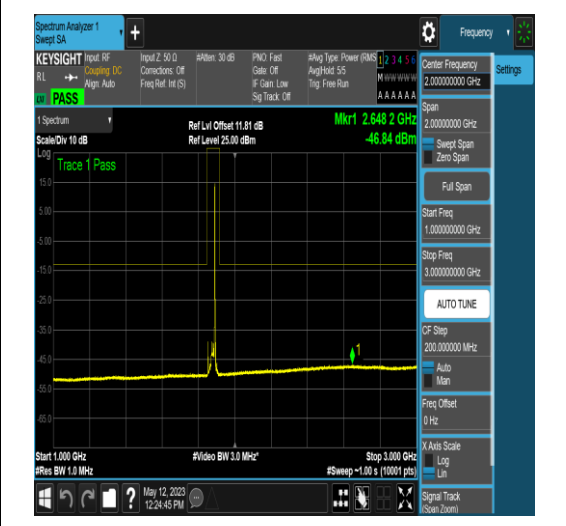 Spectrum Analyzer 1
Swept SA
+
Frequency
KEYSIGHT
RL
Input: RF
Coupling: DC
Align: Auto
Input Z: 50 Ω
Corrections: Off
Freq Ref: Int (S)
#Atten: 30 dB
PNO: Fast
Gate: Off
IF Gain: Low
Sig Track: Off
#Avg Type: Power (RMS
Avg|Hold: 5/5
Trig: Free Run
1 2 3 4 5 6
M W W W W W
A A A A A A
PASS
Center Frequency
2.000000000 GHz
Settings
Span
2.00000000 GHz
Swept Span
Zero Span
Full Span
Start Freq
1.000000000 GHz
Stop Freq
3.000000000 GHz
AUTO TUNE
CF Step
200.000000 MHz
Auto
Man
Freq Offset
0 Hz
X Axis Scale
Log
Lin
Signal Track
(Span Zoom)
1 Spectrum
Scale/Div 10 dB
Log
Ref Lvl Offset 11.81 dB
Ref Level 25.00 dBm
Mkr1 2.648 2 GHz
-46.84 dBm
Trace 1 Pass
15.0
5.00
-5.00
-15.0
-25.0
-35.0
-45.0
-55.0
-65.0
1
Start 1.000 GHz
#Res BW 1.0 MHz
#Video BW 3.0 MHz*
Stop 3.000 GHz
#Sweep ~1.00 s (10001 pts)
?
May 12, 2023
12:24:45 PM